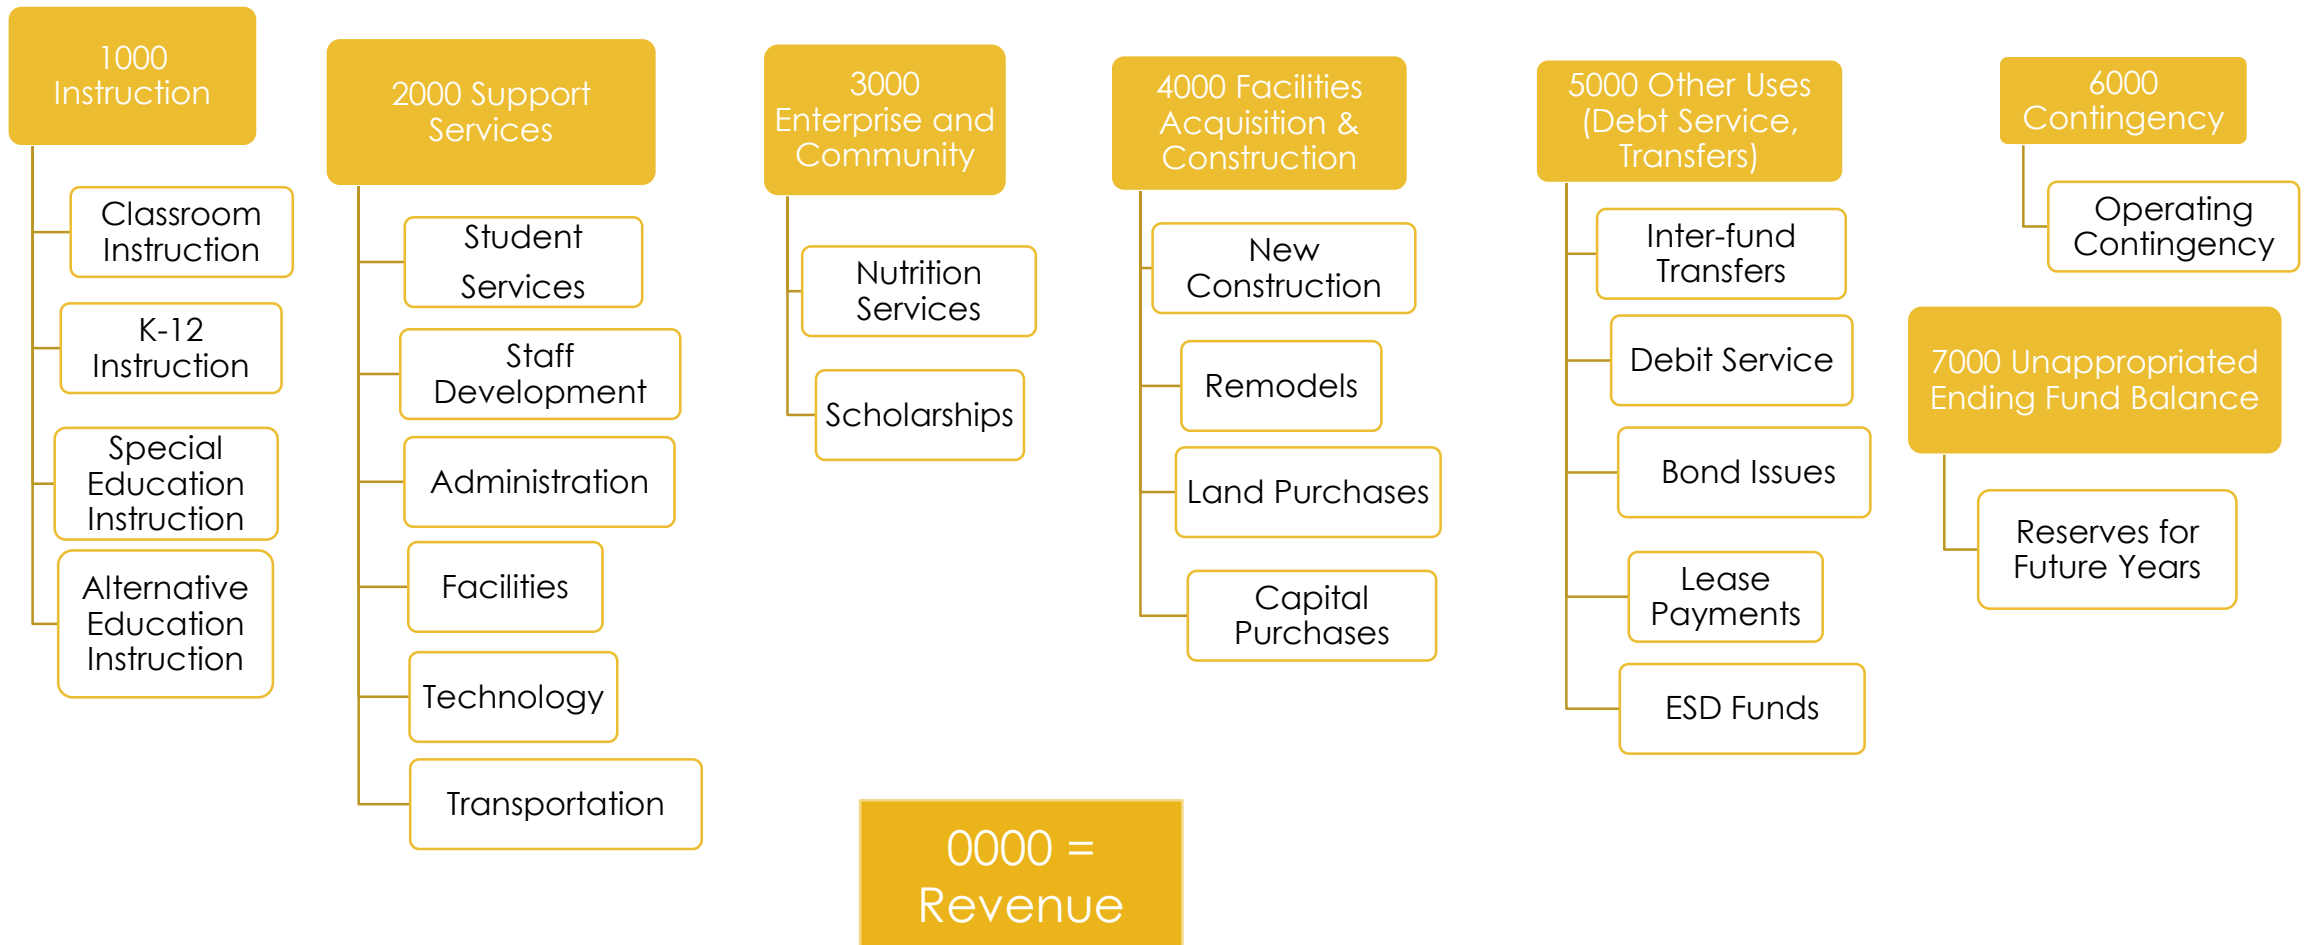 1000
Instruction
Classroom
Instruction
K-12
Instruction
Special
Education
Instruction
Alternative
Education
Instruction
2000 Support
Services
Student
Services
Staff
Development
Administration
Facilities
Technology
Transportation
3000
Enterprise and
Community
Nutrition
Services
Scholarships
4000 Facilities
Acquisition &
Construction
New
Construction
Remodels
Land Purchases
Capital
Purchases
5000 Other Uses
(Debt Service,
Transfers)
Inter-fund
Transfers
Debit Service
Bond Issues
Lease
Payments
ESD Funds
6000
Contingency
Operating
Contingency
7000 Unappropriated
Ending Fund Balance
Reserves for
Future Years
0000 =
Revenue